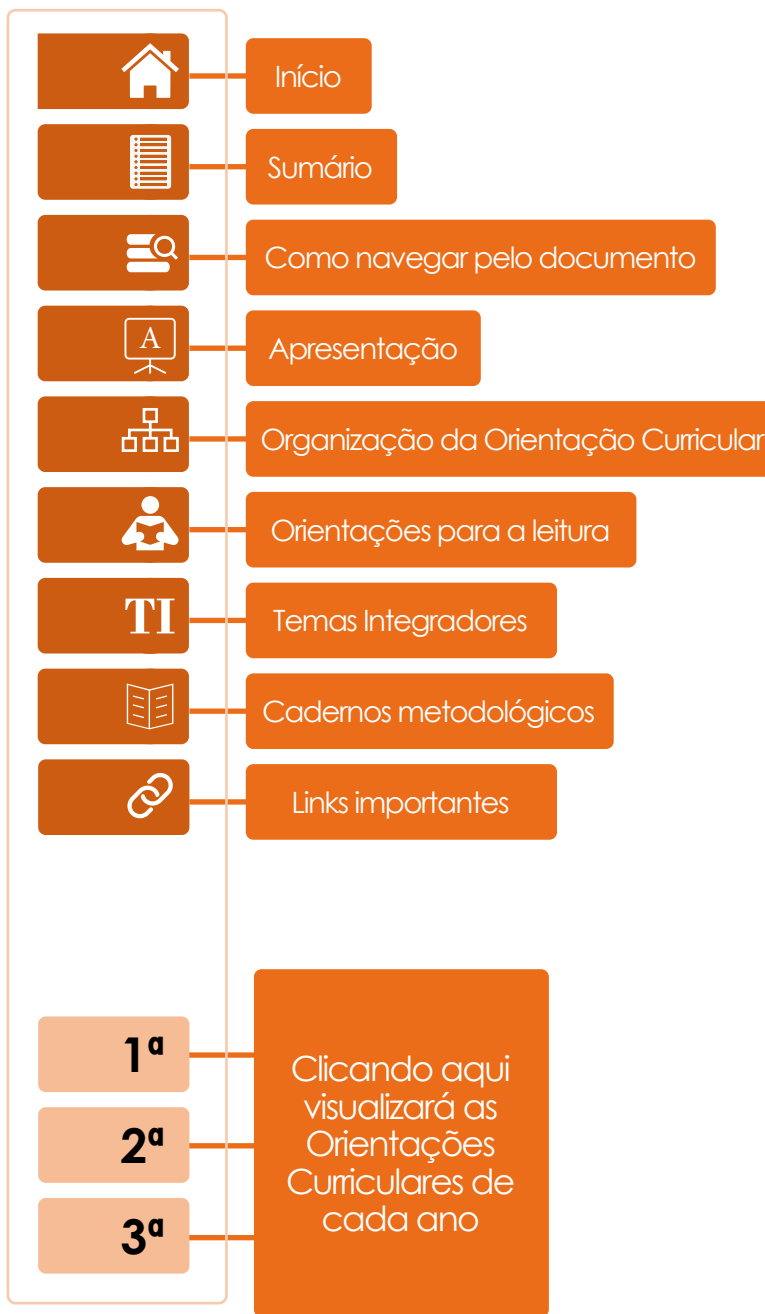 Início
Sumário
Como navegar pelo documento
A
Apresentação
Organização da Orientação Curricular
Orientações para a leitura
TI
Temas Integradores
Cadernos metodológicos
Links importantes
1ª
2ª
3ª
Clicando aqui
visualizará as
Orientações
Curriculares de
cada ano